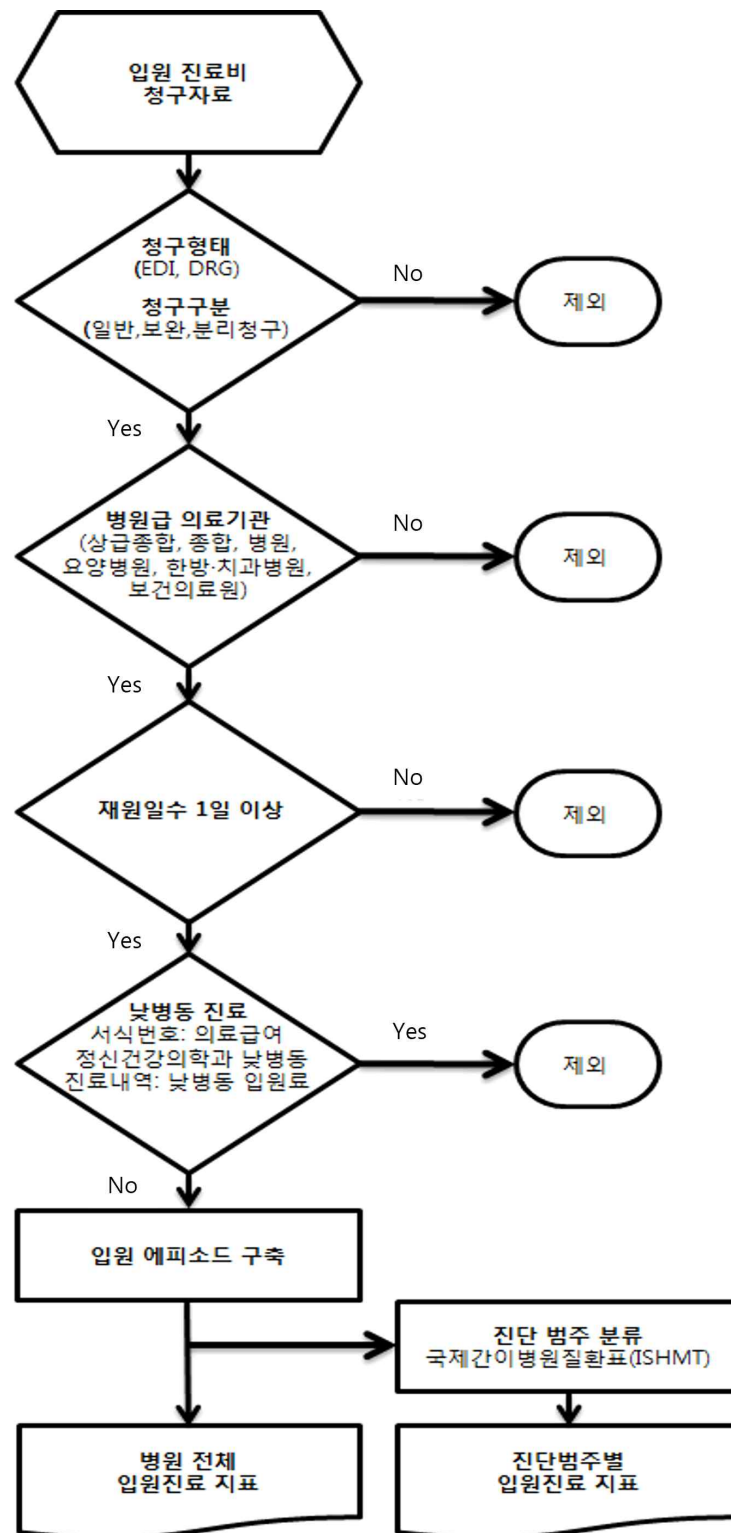 입원 진료비
청구자료
청구형태
(EDI, DRG)
청구구분
(일반,보완,분리청구)
No
제외
Yes
병원급 의료기관
(상급종합, 종합, 병원,
요양병원, 한방·치과병원,
보건의료원)
No
제외
Yes
재원일수 1일 이상
No
제외
Yes
낮병동 진료
서식번호: 의료급여
정신건강의학과 낮병동
진료내역: 낮병동 입원료
Yes
제외
No
입원 에피소드 구축
진단 범주 분류
국제간이병원질환표(ISHMT)
병원 전체
입원진료 지표
진단범주별
입원진료 지표